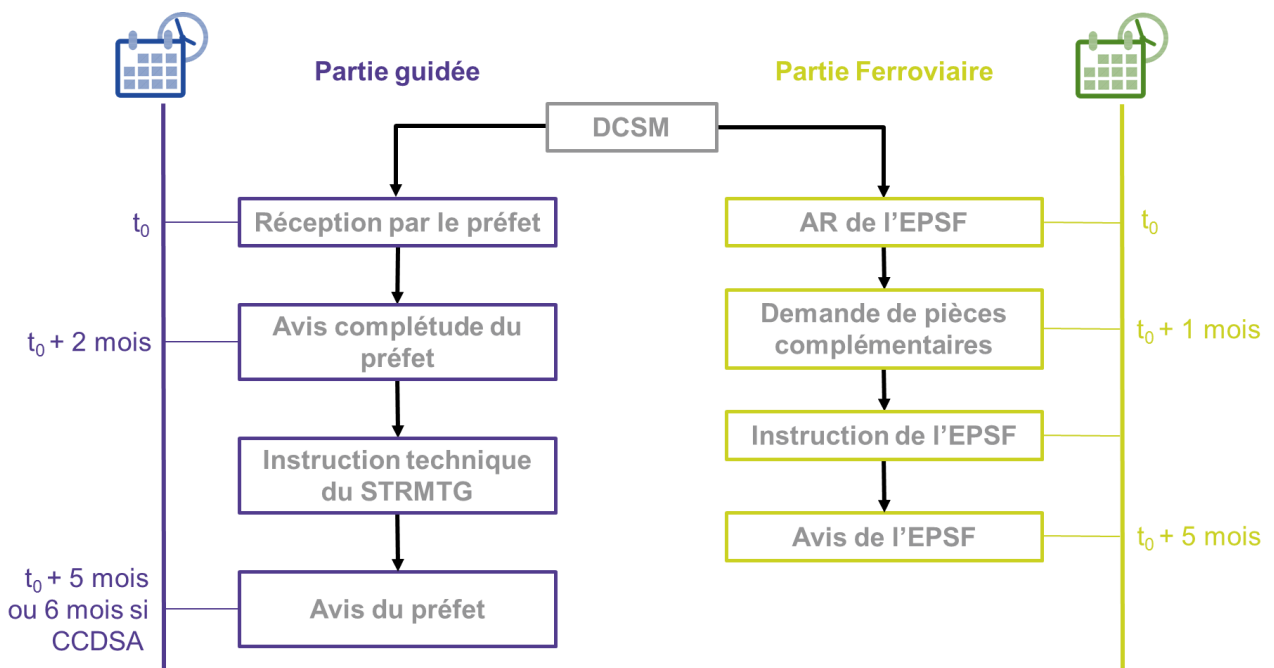 Partie guidée
Partie Ferroviaire
DCSM
t0
Réception par le préfet
AR de l'EPSF
t0
t0 + 2 mois
Avis complétude du
préfet
Demande de pièces
complémentaires
t0 + 1 mois
Instruction technique
du STRMTG
Instruction de l'EPSF
Avis de l'EPSF
t0 + 5 mois
t0 + 5 mois
ou 6 mois si
CCDSA
Avis du préfet